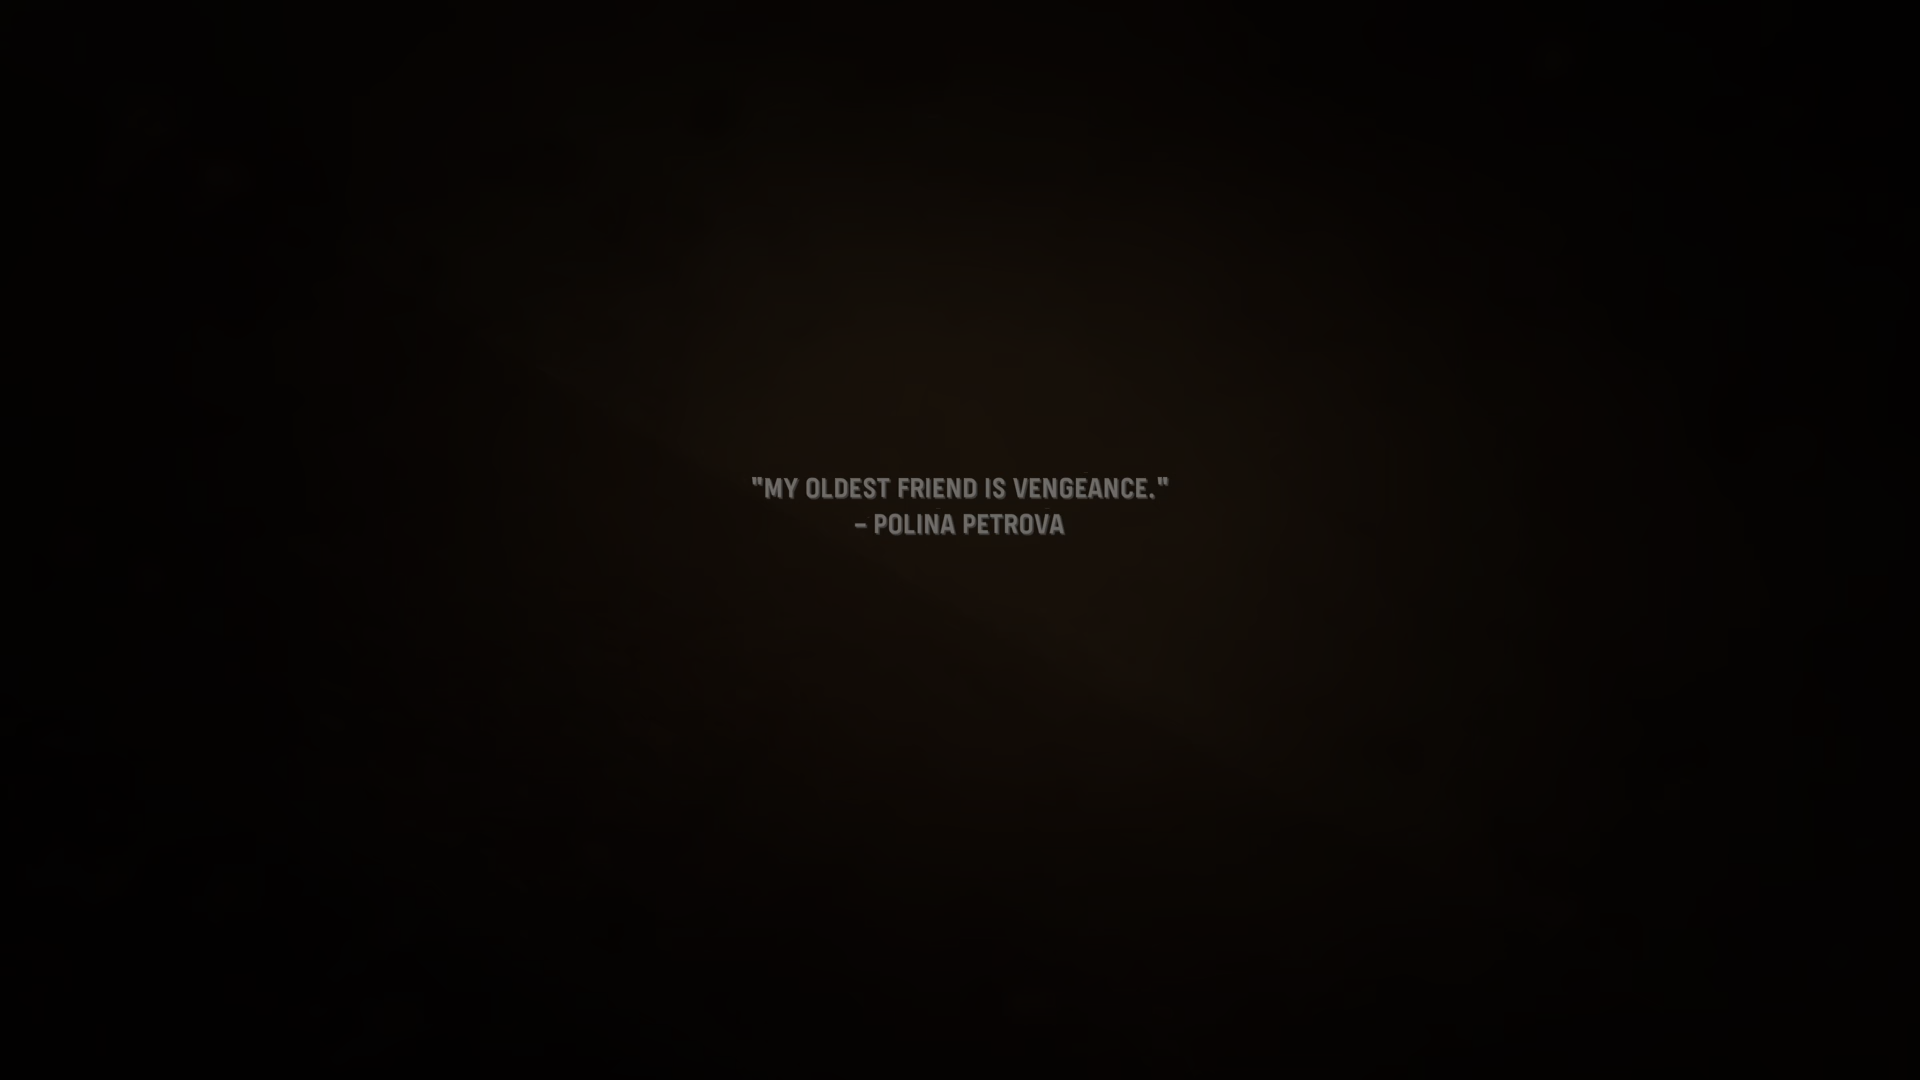 "MY OLDEST FRIEND IS VENGEANCE."
– POLINA PETROVA